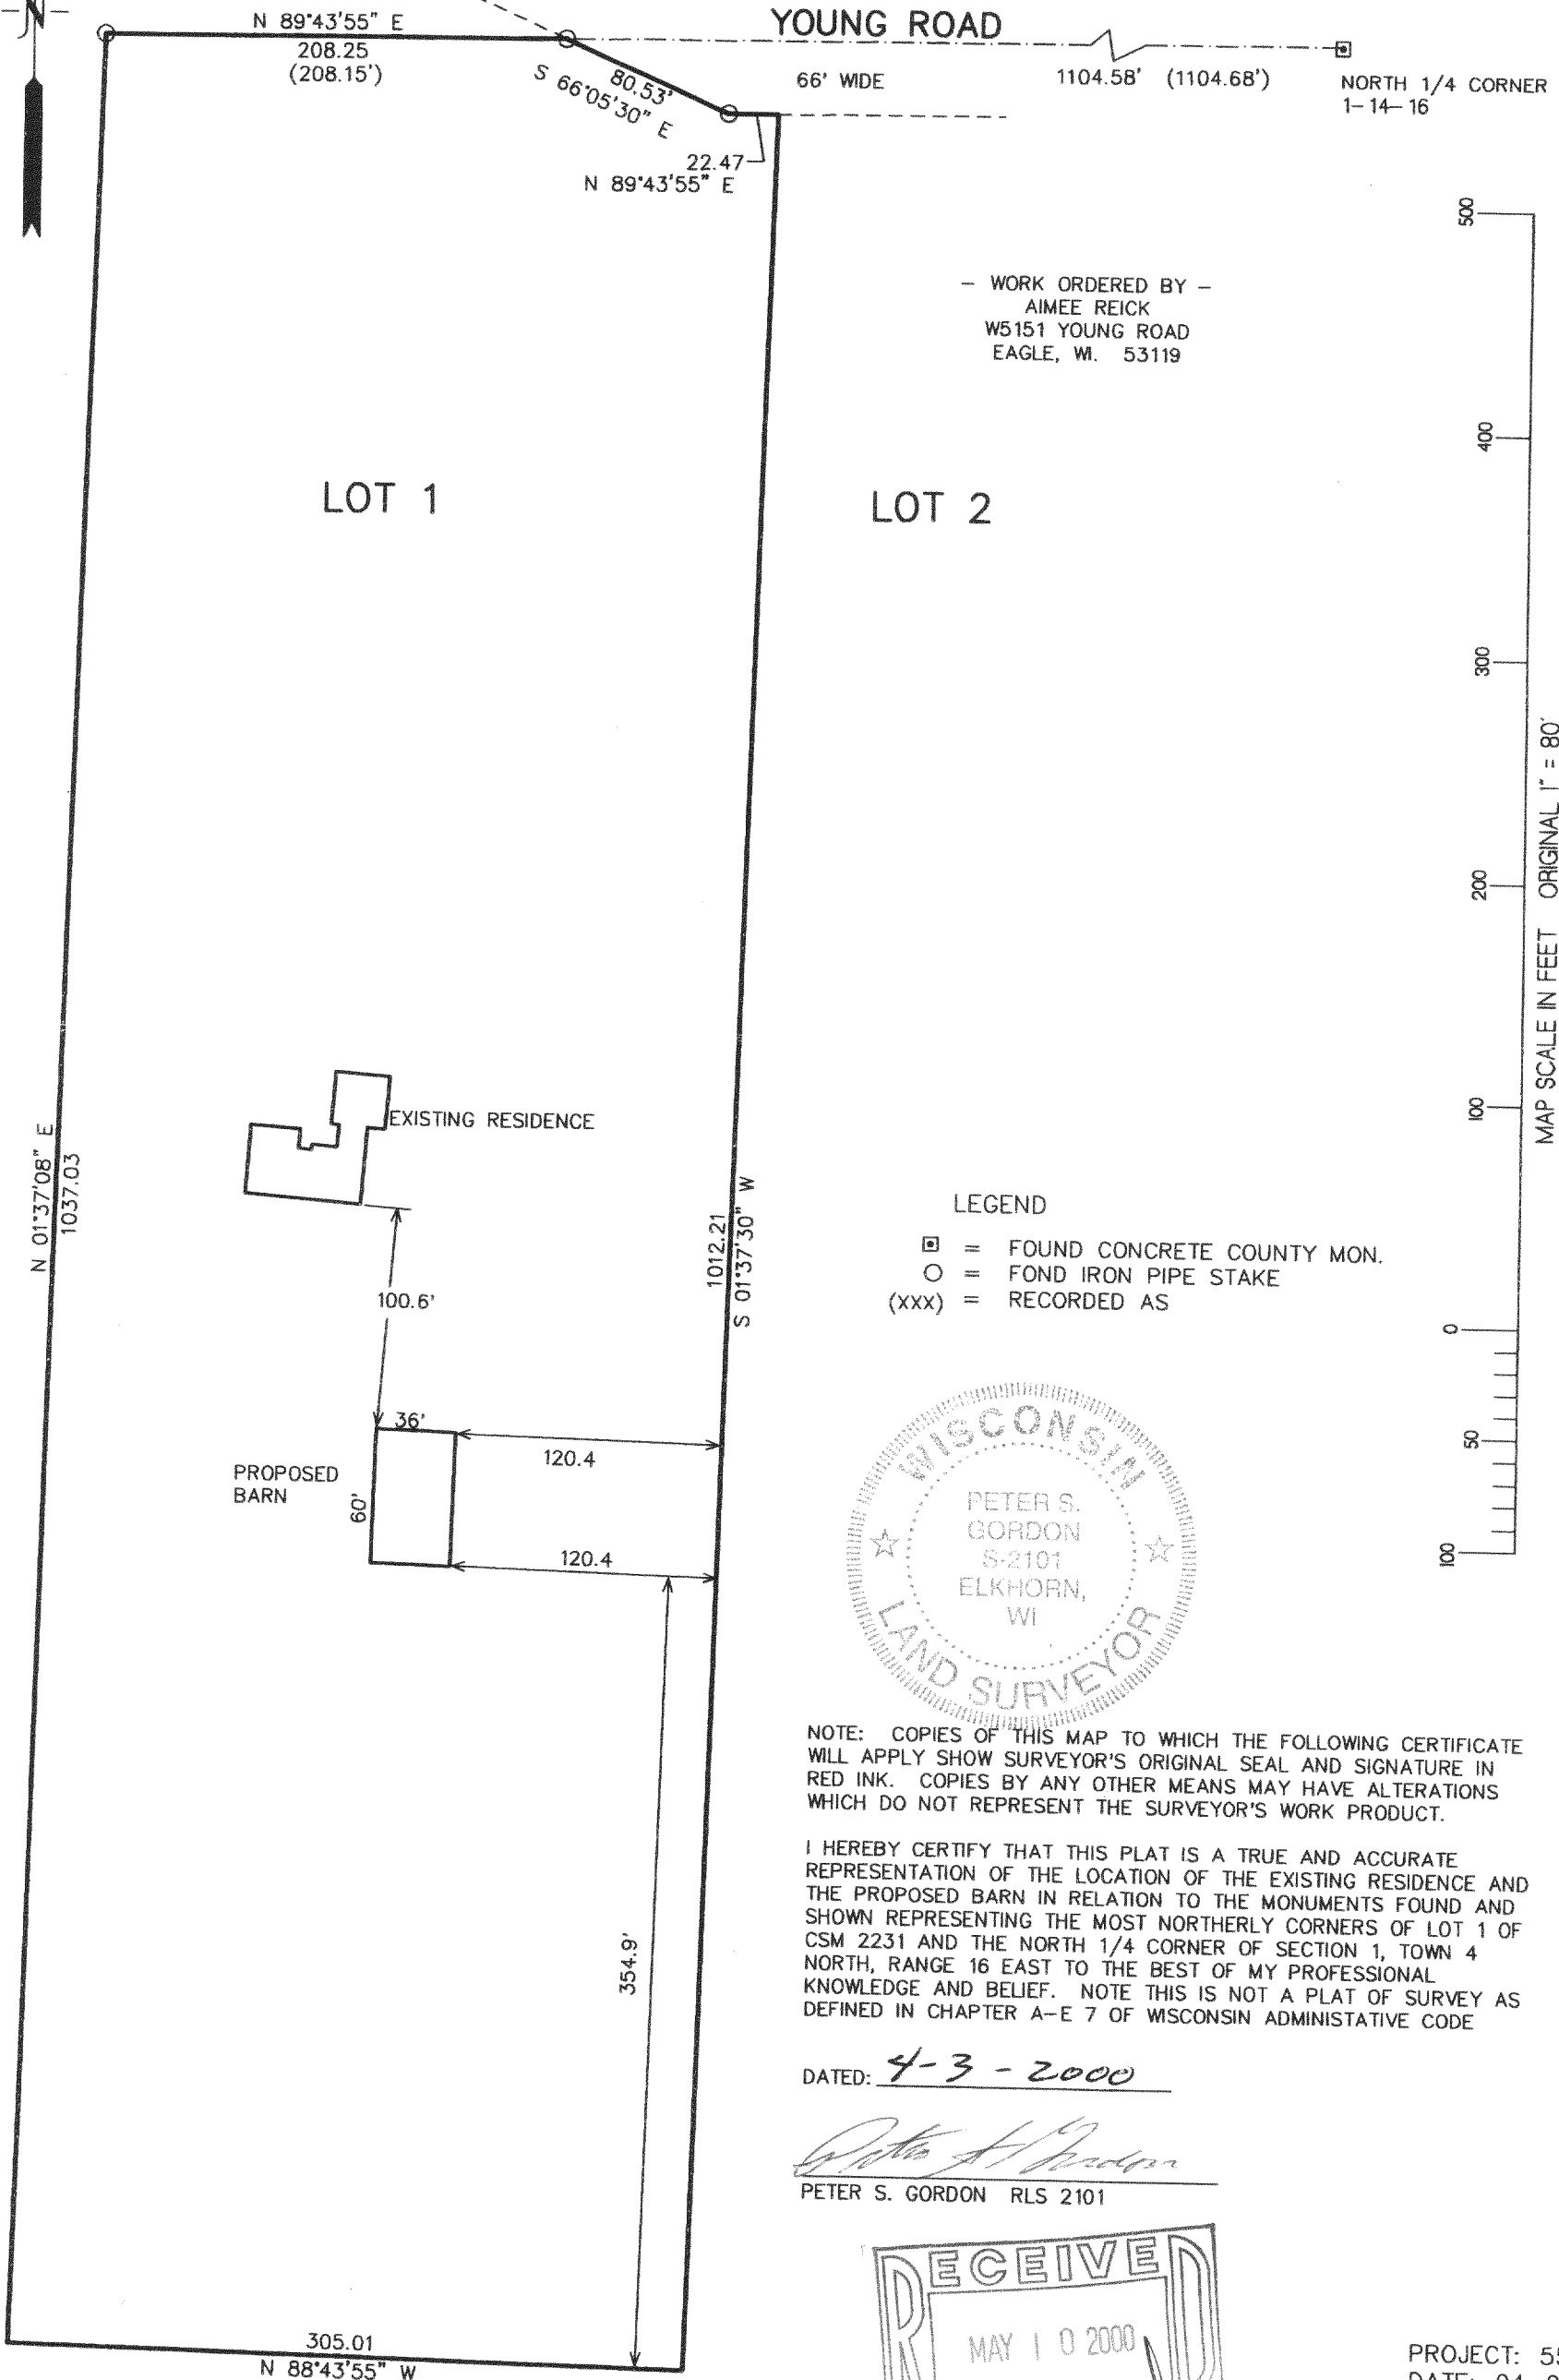 N
N 89°43'55" E
208.25
(208.15')
S 66°05'30" E
80.53'
YOUNG ROAD
66' WIDE
1104.58' (1104.68')
NORTH 1/4 CORNER
1-14-16
22.47
N 89°43'55" E
- WORK ORDERED BY -
AIMEE REICK
W5151 YOUNG ROAD
EAGLE, WI. 53119
LOT 1
LOT 2
500
400
300
200
100
0
50
100
MAP SCALE IN FEET ORIGINAL 1" = 80'
N 01°37'08" E
1037.03
EXISTING RESIDENCE
100.6'
1012.21
S 01°37'30" W
36'
120.4
PROPOSED
BARN
60'
120.4
354.9'
305.01
N 88°43'55" W
LEGEND
= FOUND CONCRETE COUNTY MON.
= FOND IRON PIPE STAKE
(XXX) = RECORDED AS
WISCONSIN
PETER S.
GORDON
S-2101
ELKHORN,
WI
LAND SURVEYOR
NOTE: COPIES OF THIS MAP TO WHICH THE FOLLOWING CERTIFICATE
WILL APPLY SHOW SURVEYOR'S ORIGINAL SEAL AND SIGNATURE IN
RED INK. COPIES BY ANY OTHER MEANS MAY HAVE ALTERATIONS
WHICH DO NOT REPRESENT THE SURVEYOR'S WORK PRODUCT.
I HEREBY CERTIFY THAT THIS PLAT IS A TRUE AND ACCURATE
REPRESENTATION OF THE LOCATION OF THE EXISTING RESIDENCE AND
THE PROPOSED BARN IN RELATION TO THE MONUMENTS FOUND AND
SHOWN REPRESENTING THE MOST NORTHERLY CORNERS OF LOT 1 OF
CSM 2231 AND THE NORTH 1/4 CORNER OF SECTION 1, TOWN 4
NORTH, RANGE 16 EAST TO THE BEST OF MY PROFESSIONAL
KNOWLEDGE AND BELIEF. NOTE THIS IS NOT A PLAT OF SURVEY AS
DEFINED IN CHAPTER A-E 7 OF WISCONSIN ADMINISTATIVE CODE
DATED: 4-3-2000
Peter S. Gordon
PETER S. GORDON RLS 2101
RECEIVED
MAY 10 2000
PROJECT: